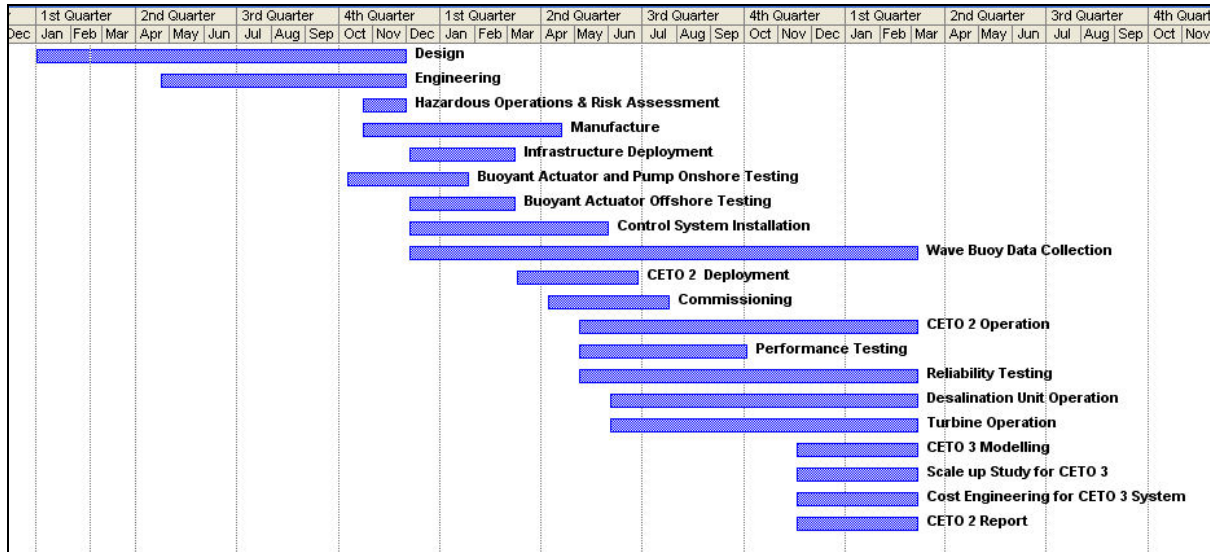 1st Quarter 2nd Quarter 3rd Quarter 4th Quarter 1st Quarter 2nd Quarter 3rd Quarter 4th Quarter 1st Quarter 2nd Quarter 3rd Quarter 4th Quart
Dec Jan Feb Mar Apr May Jun Jul Aug Sep Oct Nov Dec Jan Feb Mar Apr May Jun Jul Aug Sep Oct Nov Dec Jan Feb Mar Apr May Jun Jul Aug Sep Oct Nov
Design
Engineering
Hazardous Operations & Risk Assessment
Manufacture
Infrastructure Deployment
Buoyant Actuator and Pump Onshore Testing
Buoyant Actuator Offshore Testing
Control System Installation
Wave Buoy Data Collection
CETO 2 Deployment
Commissioning
CETO 2 Operation
Performance Testing
Reliability Testing
Desalination Unit Operation
Turbine Operation
CETO 3 Modelling
Scale up Study for CETO 3
Cost Engineering for CETO 3 System
CETO 2 Report